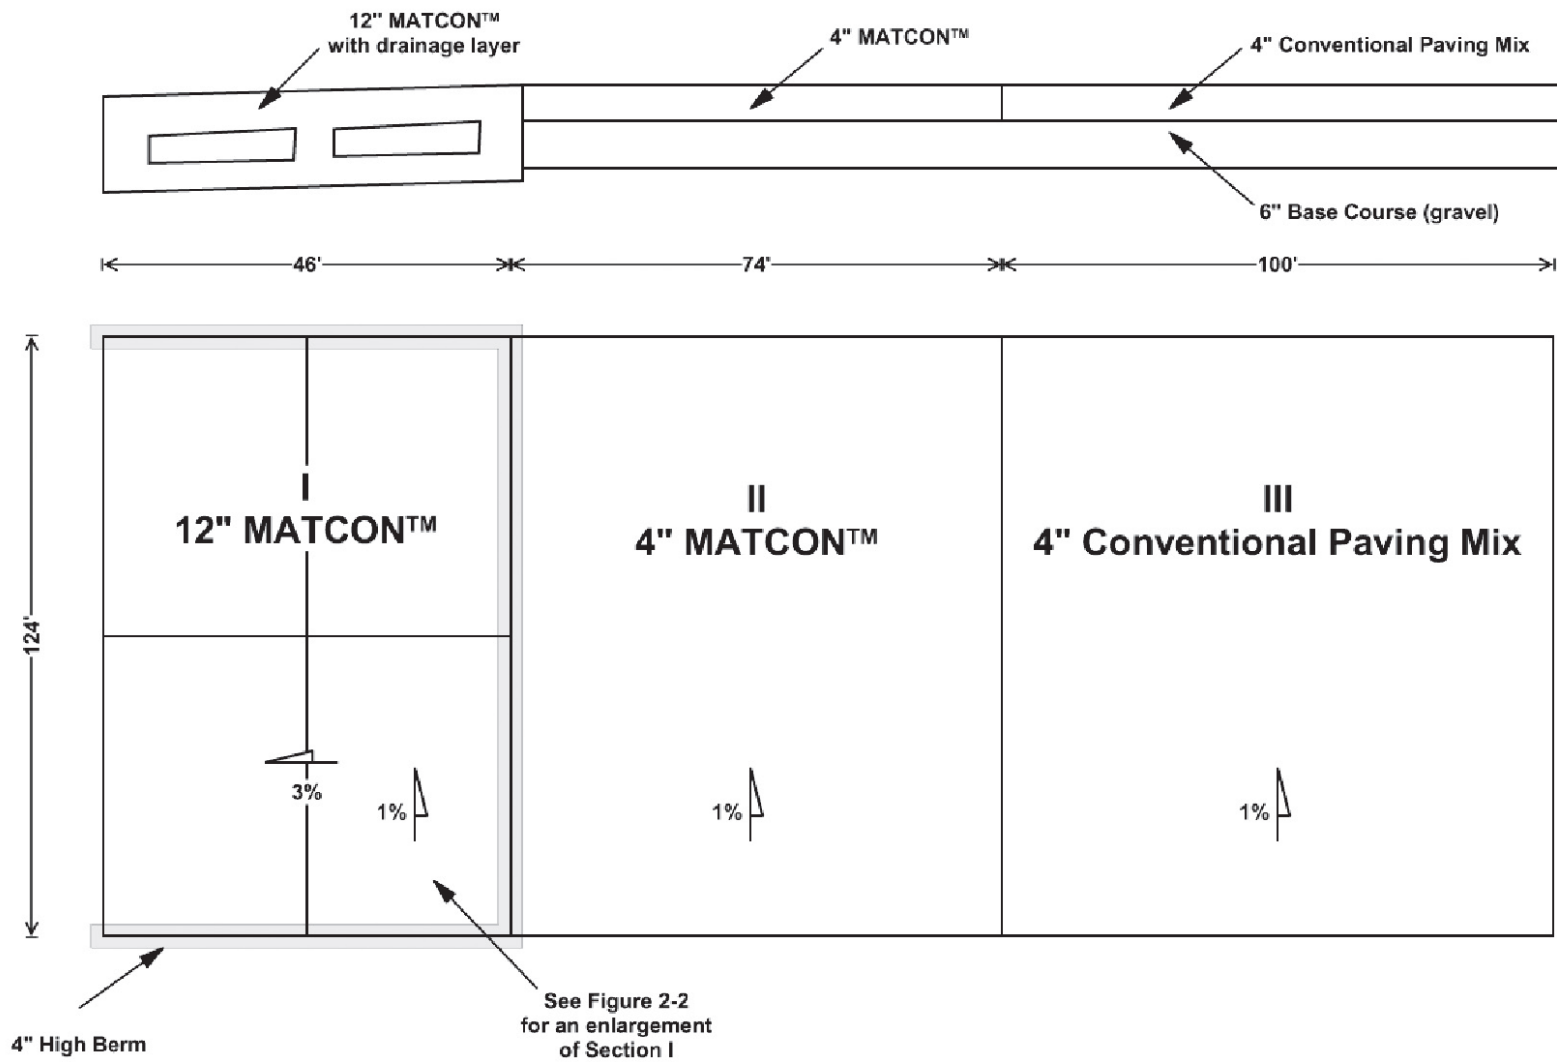 12" MATCON™
with drainage layer
4" MATCON™
4" Conventional Paving Mix
6" Base Course (gravel)
46'
74'
100'
124'
I
12" MATCON™
II
4" MATCON™
III
4" Conventional Paving Mix
3%
1%
1%
1%
See Figure 2-2
for an enlargement
of Section I
4" High Berm